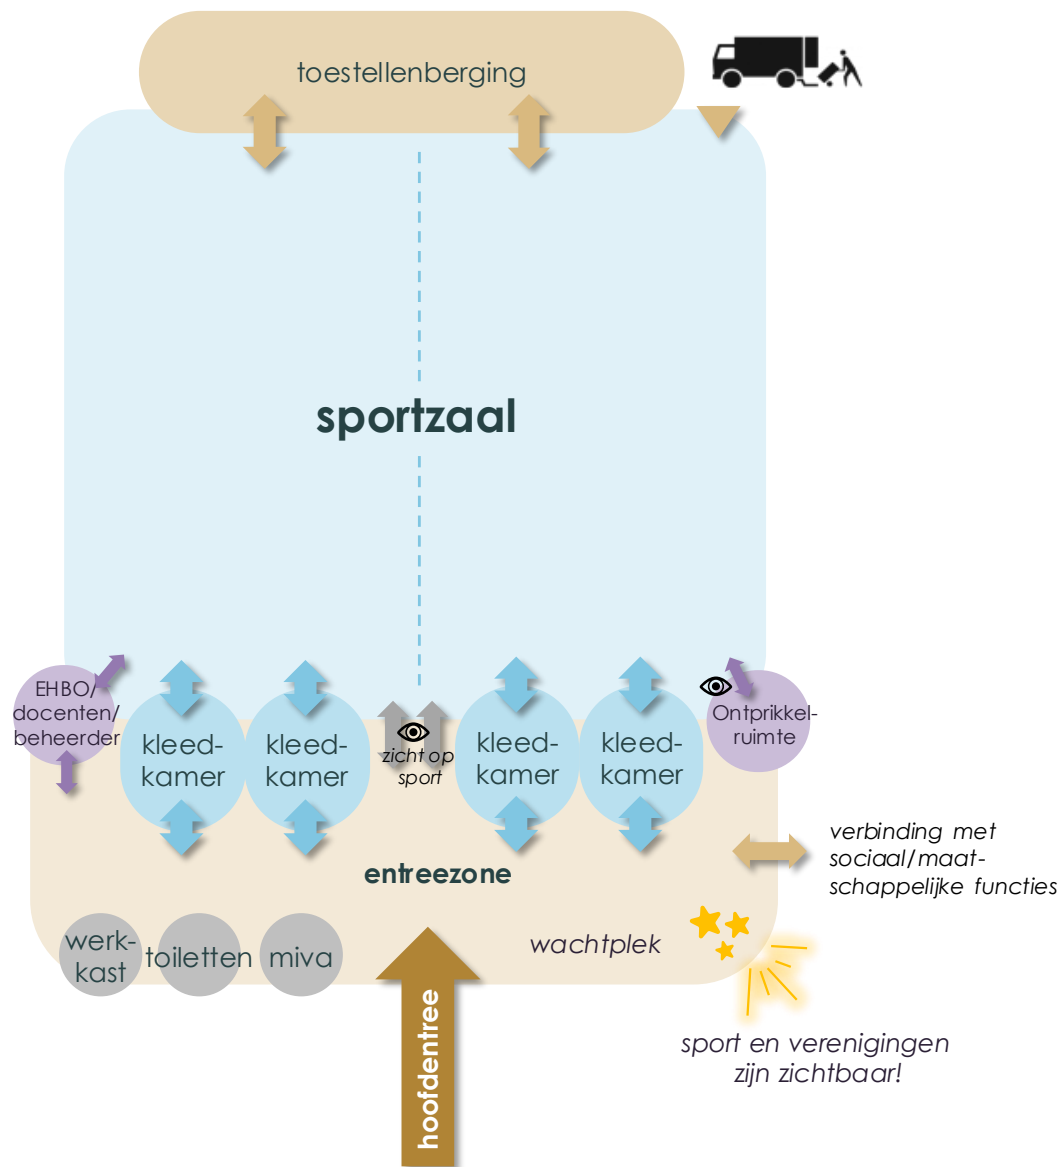 toestellenberging
sportzaal
EHBO/
docenten/
beheerder
kleed-
kamer
kleed-
kamer
zicht op
sport
kleed-
kamer
kleed-
kamer
Ontprikkel-
ruimte
verbinding met
sociaal/maat-
schappelijke functies
entreezone
werk-
kast
toiletten
miva
wachtplek
hoofdentree
sport en verenigingen
zijn zichtbaar!